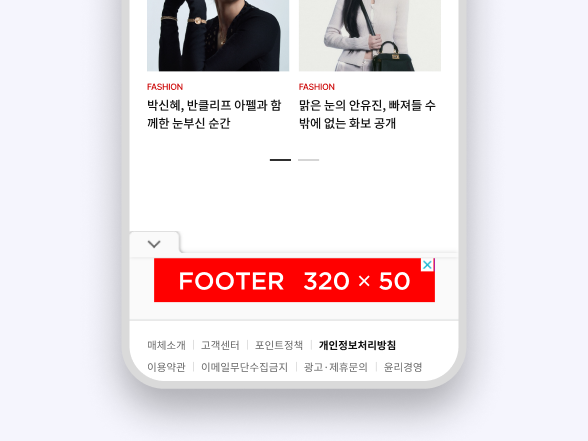 FASHION
박신혜, 반클리프 아펠과 함
께한 눈부신 순간
FASHION
맑은 눈의 안유진, 빠져들 수
밖에 없는 화보 공개
FOOTER 320 × 50
매체소개 고객센터 포인트정책 개인정보처리방침
이용약관 이메일무단수집금지 광고·제휴문의 윤리경영